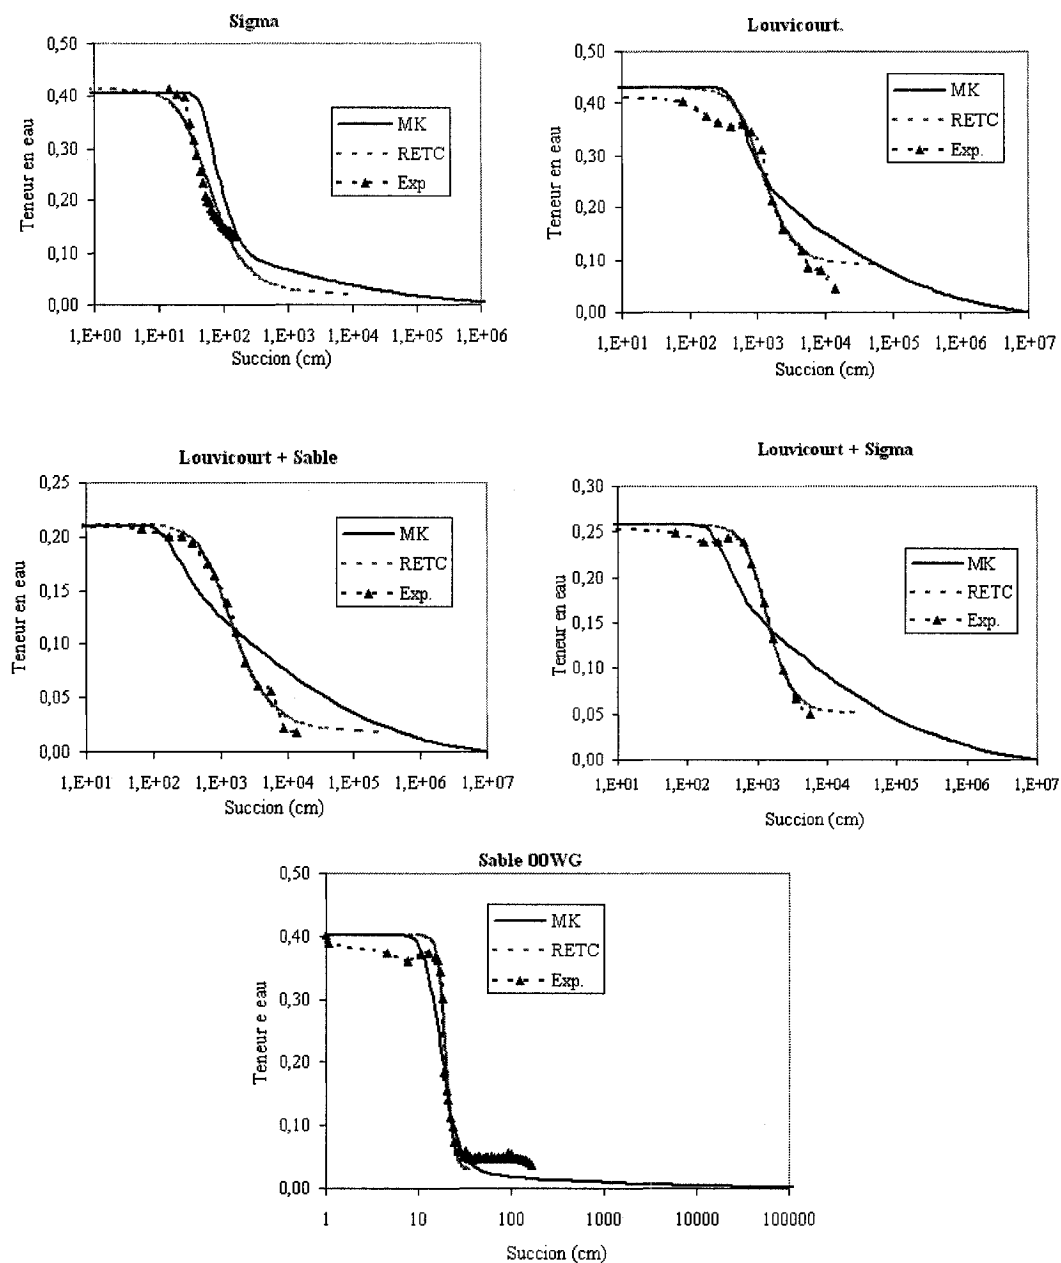 Sigma
0,50
0,40
0,30
0,20
0,10
0,00
Teneur en eau
MK
RETC
Exp
1,E+00 1,E+01 1,E+02 1,E+03 1,E+04 1,E+05 1,E+06
Succion (cm)
Louvicourt.
0,50
0,40
0,30
0,20
0,10
0,00
Teneur en eau
MK
RETC
Exp.
1,E+01 1,E+02 1,E+03 1,E+04 1,E+05 1,E+06 1,E+07
Succion (cm)
Louvicourt + Sable
0,25
0,20
0,15
0,10
0,05
0,00
Teneur en eau
MK
RETC
Exp.
1,E+01 1,E+02 1,E+03 1,E+04 1,E+05 1,E+06 1,E+07
Succion (cm)
Louvicourt + Sigma
0,30
0,25
0,20
0,15
0,10
0,05
0,00
Teneur en eau
MK
RETC
Exp.
1,E+01 1,E+02 1,E+03 1,E+04 1,E+05 1,E+06 1,E+07
Succion (cm)
Sable 00WG
0,50
0,40
0,30
0,20
0,10
0,00
Teneur e eau
MK
RETC
Exp.
1 10 100 1000 10000 100000
Succion (cm)